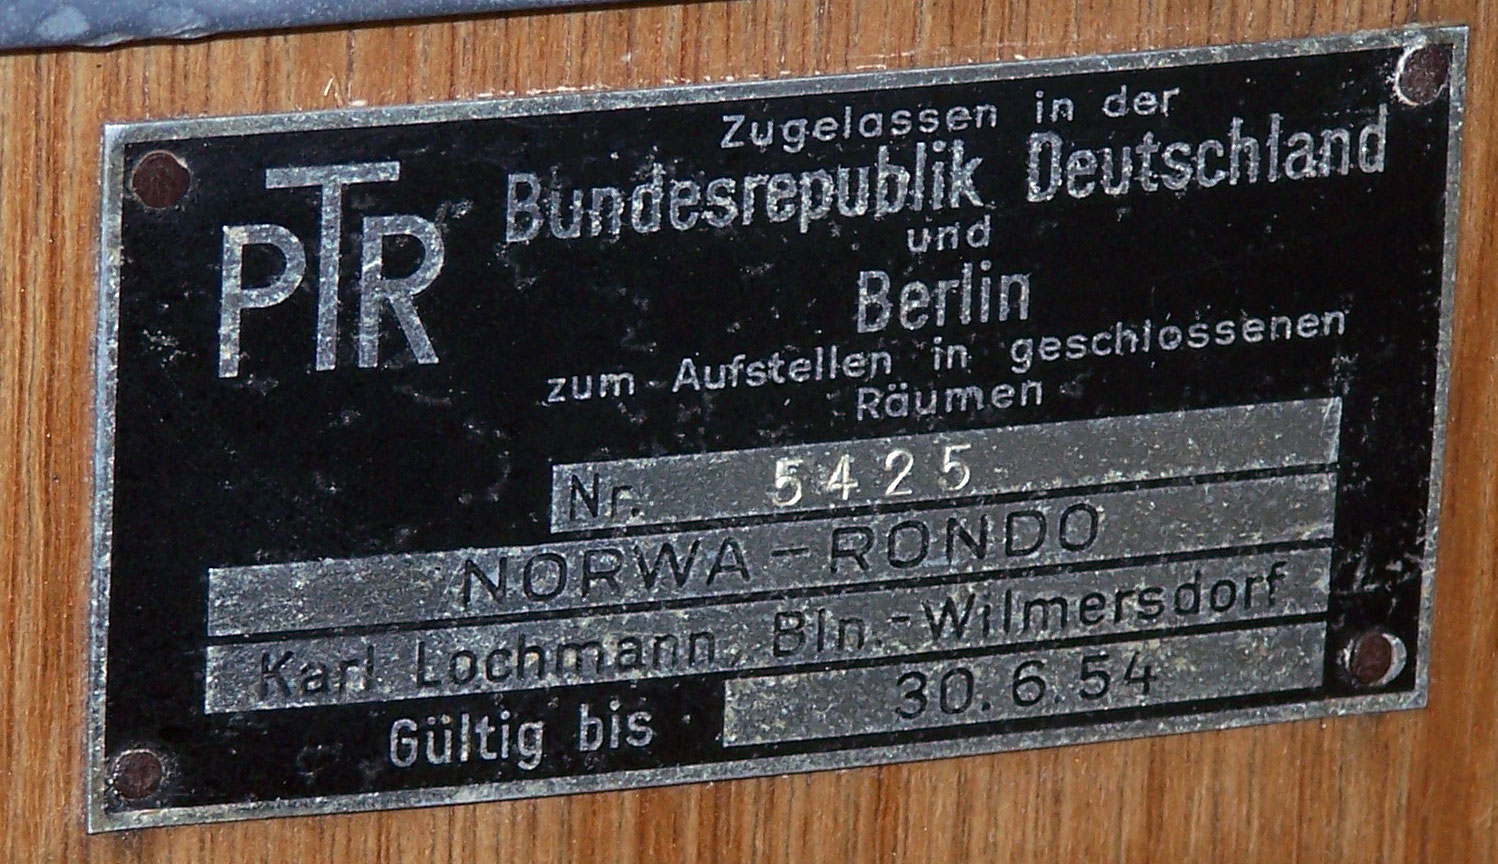 PTR
Zugelassen in der
Bundesrepublik Deutschland
und
Berlin
zum Aufstellen in geschlossenen
Räumen
Nr. 5425
NORWA-RONDO
Karl Lochmann, Bln.-Wilmersdorf
Gültig bis 30.6.54